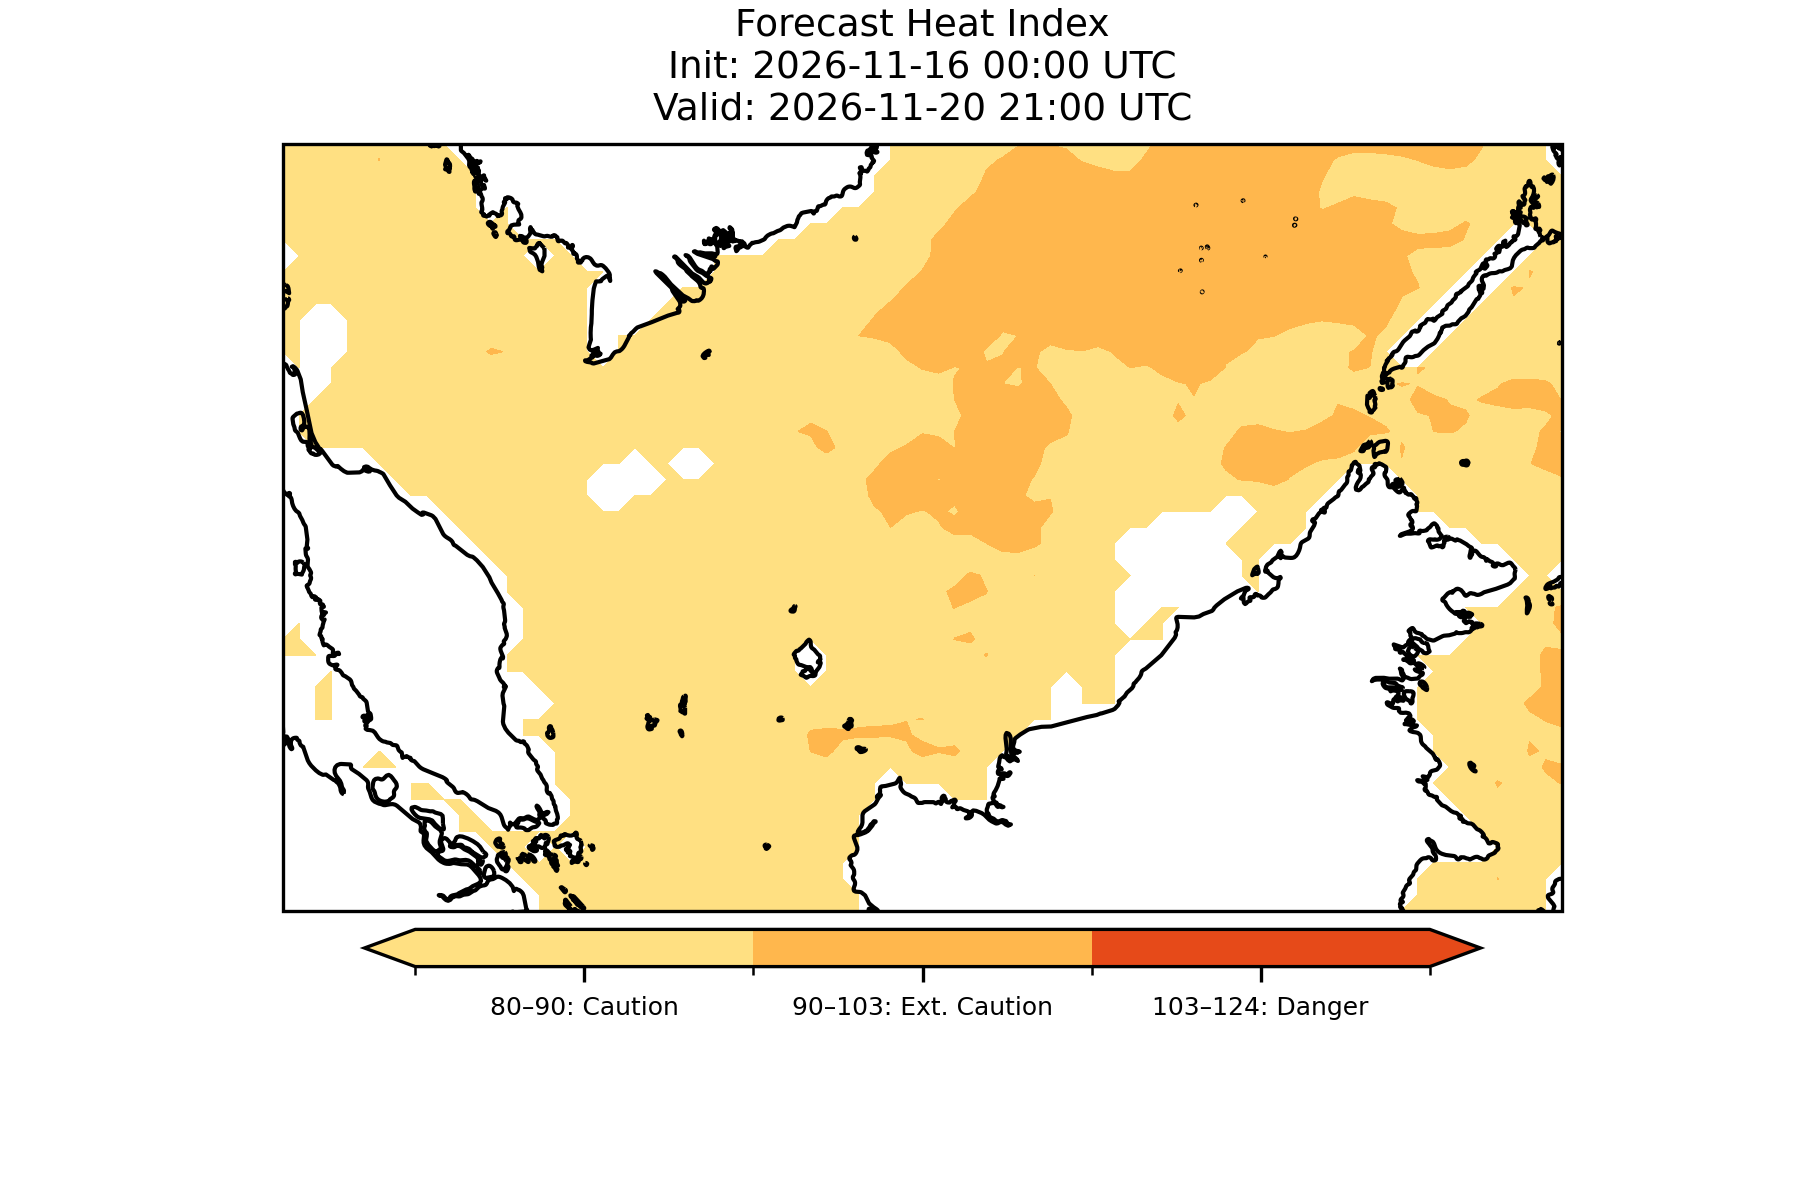 Forecast Heat Index
Init: 2026-11-16 00:00 UTC
Valid: 2026-11-20 21:00 UTC
80–90: Caution
90–103: Ext. Caution
103–124: Danger